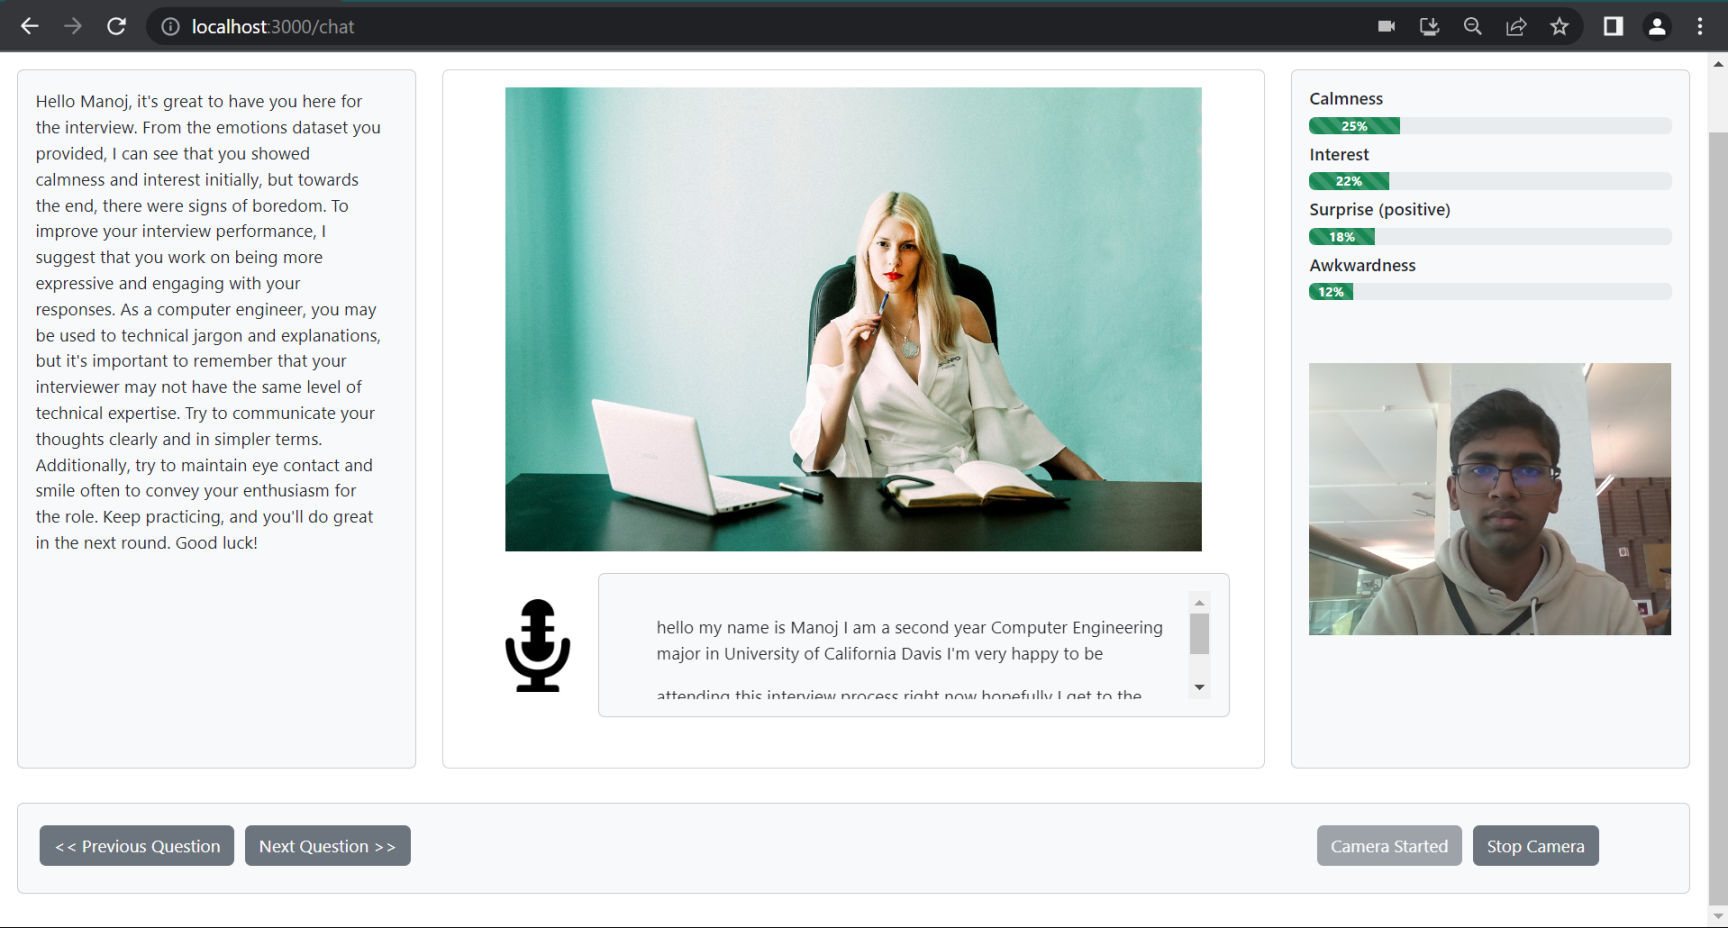 localhost:3000/chat
Hello Manoj, it's great to have you here for
the interview. From the emotions dataset you
provided, I can see that you showed
calmness and interest initially, but towards
the end, there were signs of boredom. To
improve your interview performance, I
suggest that you work on being more
expressive and engaging with your
responses. As a computer engineer, you may
be used to technical jargon and explanations,
but it's important to remember that your
interviewer may not have the same level of
technical expertise. Try to communicate your
thoughts clearly and in simpler terms.
Additionally, try to maintain eye contact and
smile often to convey your enthusiasm for
the role. Keep practicing, and you'll do great
in the next round. Good luck!
hello my name is Manoj I am a second year Computer Engineering
major in University of California Davis I'm very happy to be
attending this interview process right now hopefully I get to the
Calmness
25%
Interest
22%
Surprise (positive)
18%
Awkwardness
12%
<< Previous Question
Next Question >>
Camera Started
Stop Camera